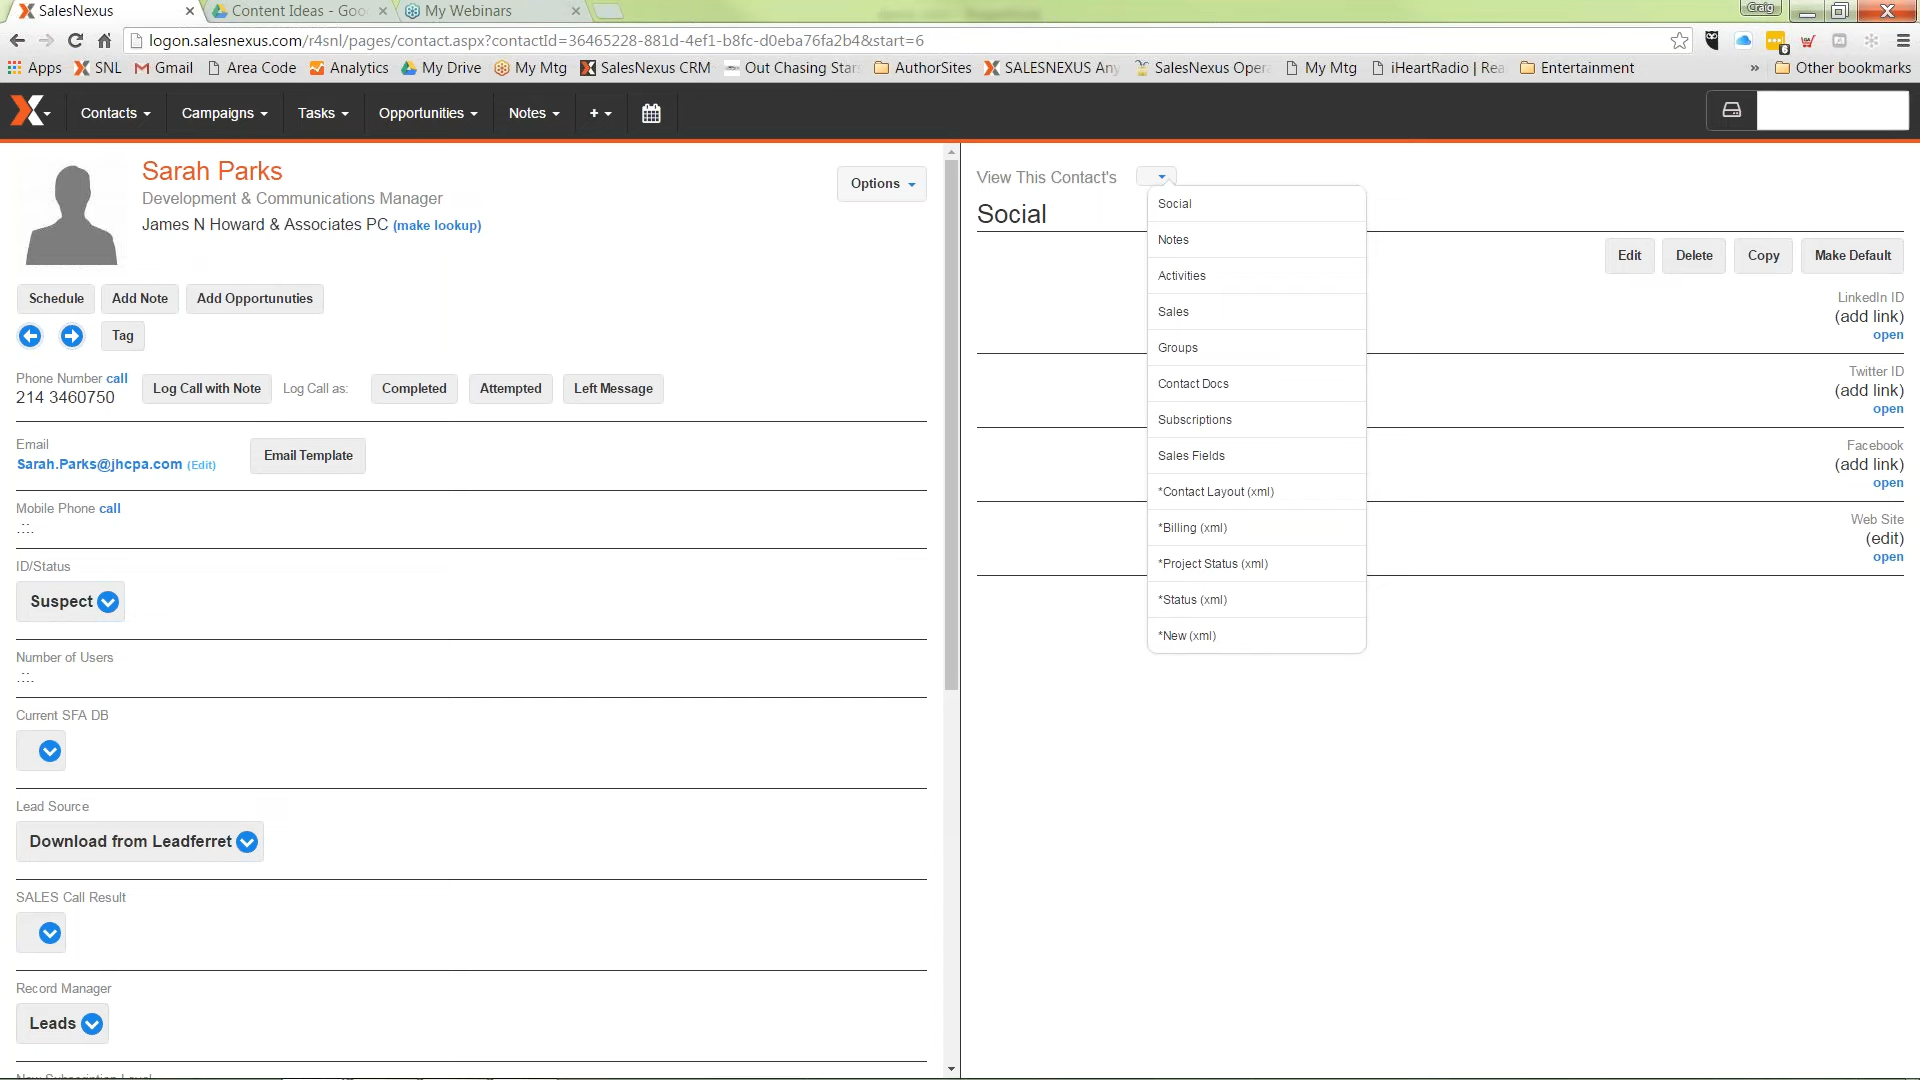 SalesNexus
Content Ideas - Goo
My Webinars
Craig
logon.salesnexus.com/r4snl/pages/contact.aspx?contactId=36465228-881d-4ef1-b8fc-d0eba76fa2b4&start=6
6
Apps SNL Gmail Area Code Analytics My Drive My Mtg SalesNexus CRM Out Chasing Star AuthorSites SALESNEXUS Any SalesNexus Oper My Mtg iHeartRadio | Rea Entertainment » Other bookmarks
Contacts Campaigns Tasks Opportunities Notes +
Sarah Parks
Development & Communications Manager
James N Howard & Associates PC (make lookup)
Options
Schedule Add Note Add Opportunuties
Tag
Phone Number call
214 3460750
Log Call with Note Log Call as: Completed Attempted Left Message
Email
Sarah.Parks@jhcpa.com (Edit)
Email Template
Mobile Phone call
.::.
ID/Status
Suspect
Number of Users
.::.
Current SFA DB
Lead Source
Download from Leadferret
SALES Call Result
Record Manager
Leads
View This Contact's
Social
Social
Notes
Activities
Sales
Groups
Contact Docs
Subscriptions
Sales Fields
*Contact Layout (xml)
*Billing (xml)
*Project Status (xml)
*Status (xml)
*New (xml)
Edit Delete Copy Make Default
LinkedIn ID
(add link)
open
Twitter ID
(add link)
open
Facebook
(add link)
open
Web Site
(edit)
open